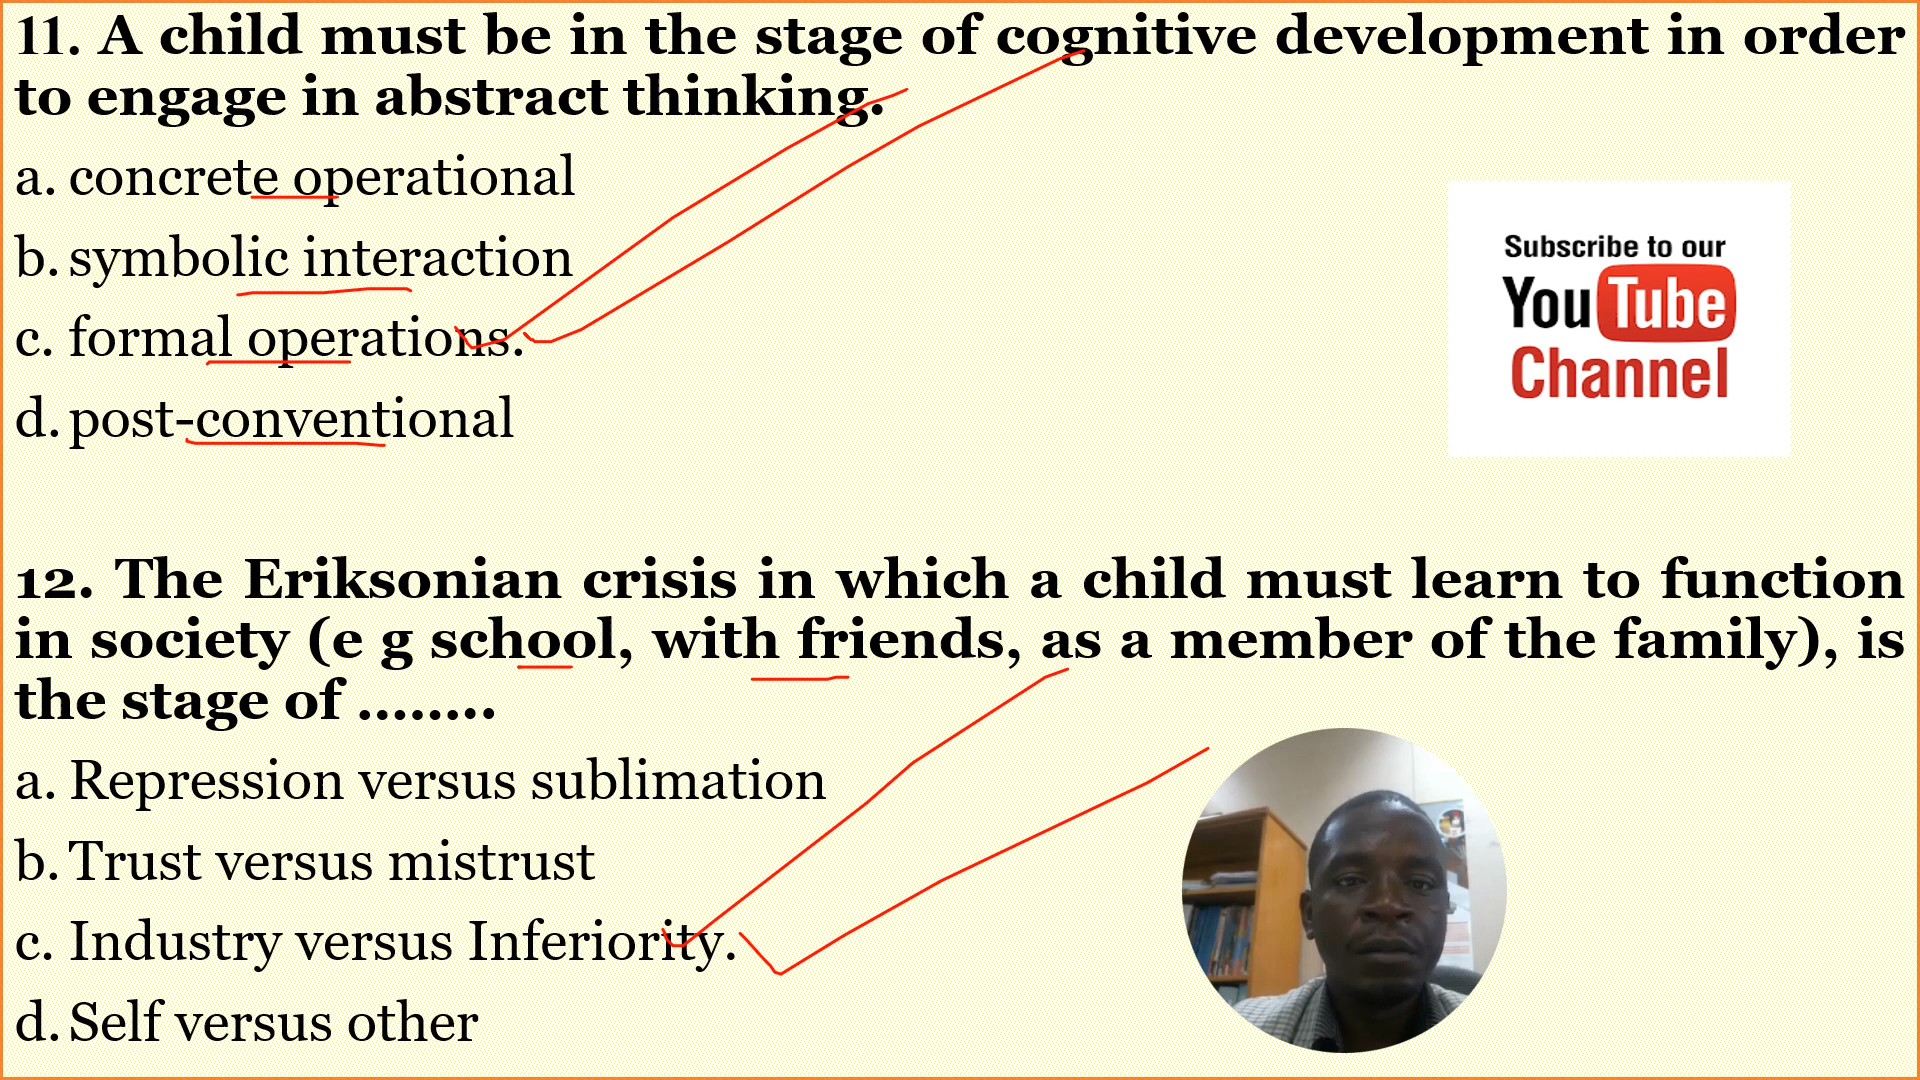 11. A child must be in the stage of cognitive development in order
to engage in abstract thinking.
a. concrete operational
b. symbolic interaction
c. formal operations.
d. post-conventional
Subscribe to our
YouTube
Channel
12. The Eriksonian crisis in which a child must learn to function
in society (e g school, with friends, as a member of the family), is
the stage of ........
a. Repression versus sublimation
b. Trust versus mistrust
c. Industry versus Inferiority.
d. Self versus other